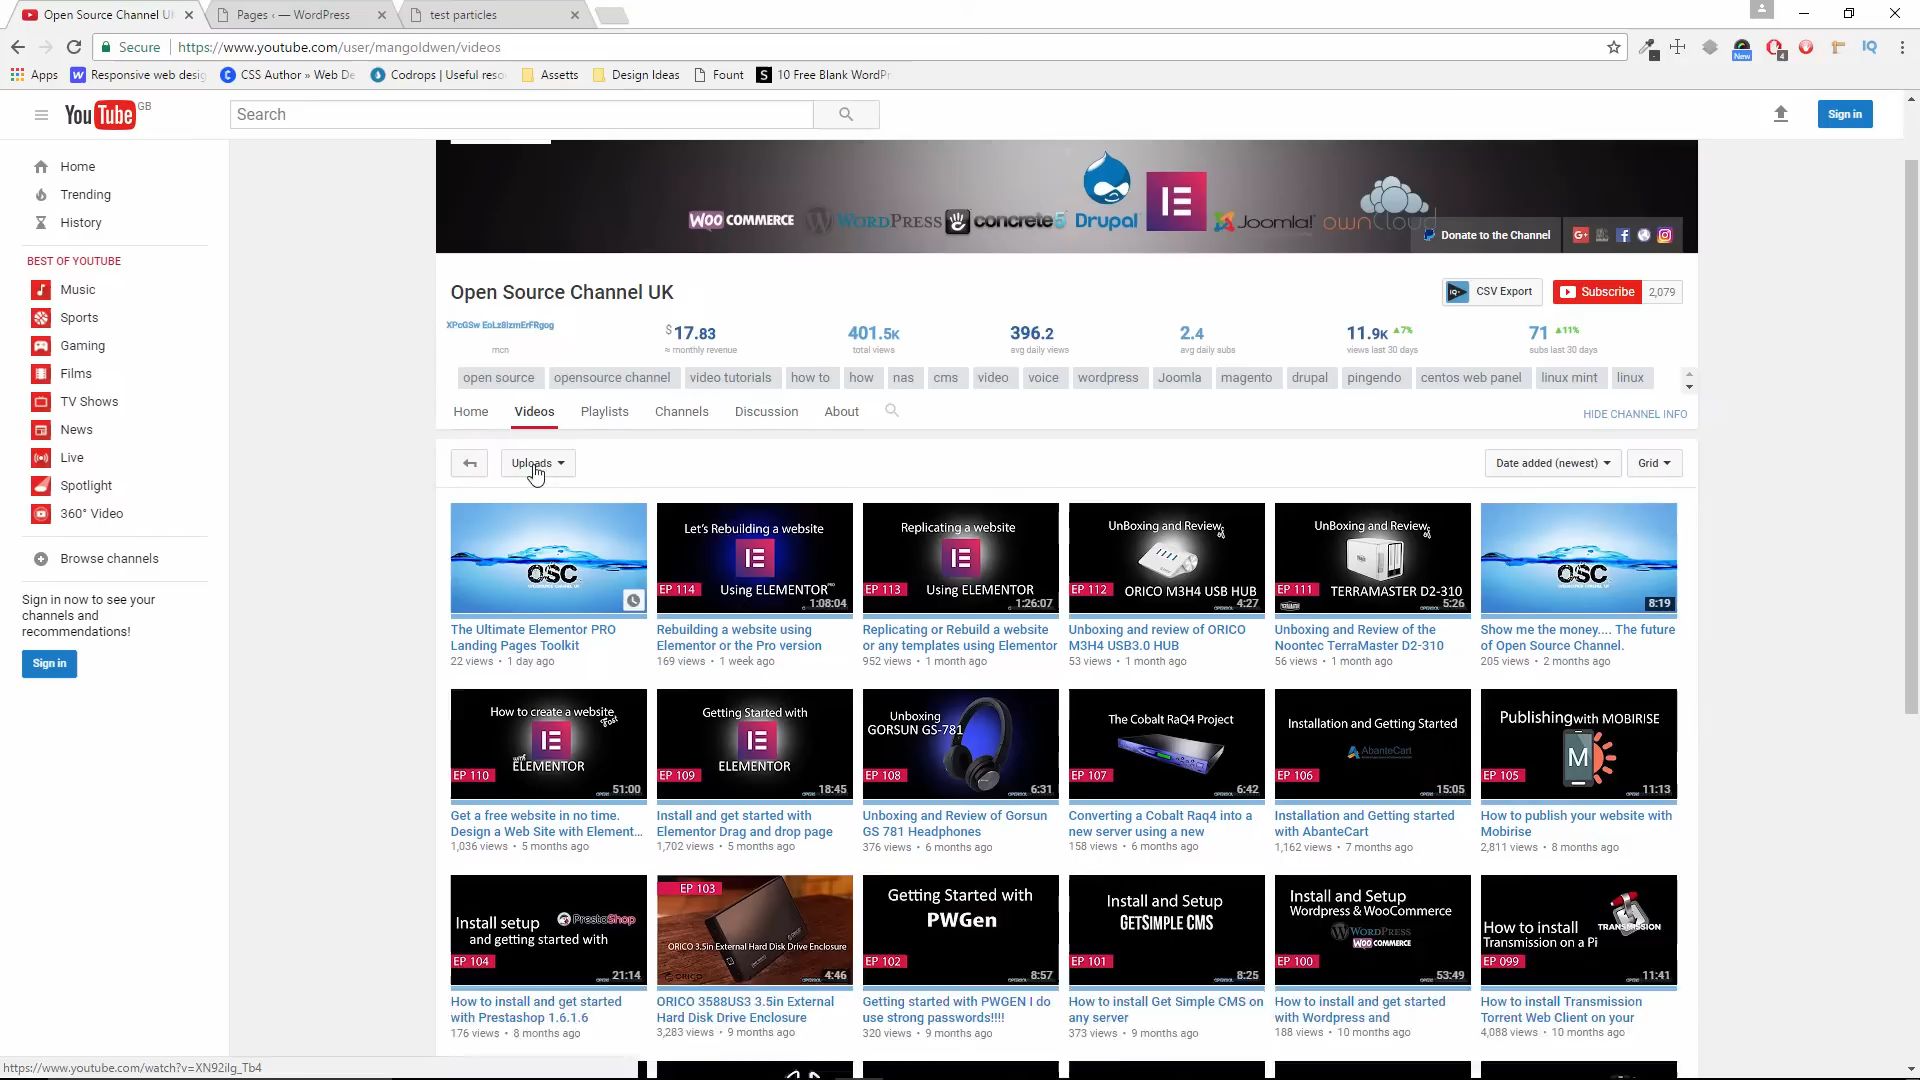 Open Source Channel U
Pages ‹ — WordPress
test particles
Secure
https://www.youtube.com/user/mangoldwen/videos
New
4
IQ
Apps
Responsive web desig
CSS Author » Web De
Codrops | Useful reso
Assetts
Design Ideas
Fount
10 Free Blank WordPr
YouTube GB
Search
Sign in
Home
Trending
History
BEST OF YOUTUBE
Music
Sports
Gaming
Films
TV Shows
News
Live
Spotlight
360° Video
Browse channels
Sign in now to see your
channels and
recommendations!
Sign in
WOO COMMERCE
WORDPRESS
concrete5
Drupal
Joomla!
ownCloud
Donate to the Channel
Open Source Channel UK
CSV Export
Subscribe 2,079
$17.83
≈ monthly revenue
401.5K
total views
396.2
avg daily views
2.4
avg daily subs
11.9K ▲7%
views last 30 days
71 ▲11%
subs last 30 days
mcn
open source opensource channel video tutorials how to how nas cms video voice wordpress Joomla magento drupal pingendo centos web panel linux mint linux
Home Videos Playlists Channels Discussion About
HIDE CHANNEL INFO
Uploads
Date added (newest)
Grid
OSC
The Ultimate Elementor PRO
Landing Pages Toolkit
22 views • 1 day ago
Let's Rebuilding a website
EP 114
Using ELEMENTOR PRO
1:08:04
Rebuilding a website using
Elementor or the Pro version
169 views • 1 week ago
Replicating a website
EP 113
Using ELEMENTOR
1:26:07
Replicating or Rebuild a website
or any templates using Elementor
952 views • 1 month ago
UnBoxing and Review of
EP 112
ORICO M3H4 USB HUB
4:27
Unboxing and review of ORICO
M3H4 USB3.0 HUB
53 views • 1 month ago
UnBoxing and Review of
EP 111
TERRAMASTER D2-310
5:26
Unboxing and Review of the
Noontec TerraMaster D2-310
56 views • 1 month ago
OSC
8:19
Show me the money.... The future
of Open Source Channel.
205 views • 2 months ago
How to create a website Fast
with
ELEMENTOR
EP 110
51:00
Get a free website in no time.
Design a Web Site with Element...
1,036 views • 5 months ago
Getting Started with
EP 109
ELEMENTOR
18:45
Install and get started with
Elementor Drag and drop page
1,702 views • 5 months ago
Unboxing
GORSUN GS-781
EP 108
6:31
Unboxing and Review of Gorsun
GS 781 Headphones
376 views • 6 months ago
The Cobalt RaQ4 Project
EP 107
6:42
Converting a Cobalt Raq4 into a
new server using a new
158 views • 6 months ago
Installation and Getting Started
AbanteCart
EP 106
15:05
Installation and Getting started
with AbanteCart
1,162 views • 7 months ago
Publishing with MOBIRISE
M
EP 105
11:13
How to publish your website with
Mobirise
2,811 views • 8 months ago
Install setup PrestaShop
and getting started with
EP 104
21:14
How to install and get started
with Prestashop 1.6.1.6
176 views • 8 months ago
EP 103
ORICO 3.5in External Hard Disk Drive Enclosure
ORICO
4:46
ORICO 3588US3 3.5in External
Hard Disk Drive Enclosure
3,283 views • 9 months ago
Getting Started with
PWGen
EP 102
8:57
Getting started with PWGEN I do
use strong passwords!!!!
320 views • 9 months ago
Install and Setup
GETSIMPLE CMS
EP 101
8:25
How to install Get Simple CMS on
any server
373 views • 9 months ago
Install and Setup
Wordpress & WooCommerce
WORDPRESS
WOO COMMERCE
EP 100
53:49
How to install and get started
with Wordpress and
188 views • 10 months ago
How to install TRANSMISSION
Transmission on a Pi
EP 099
11:41
How to install Transmission
Torrent Web Client on your
4,088 views • 10 months ago
https://www.youtube.com/watch?v=XN92iIg_Tb4